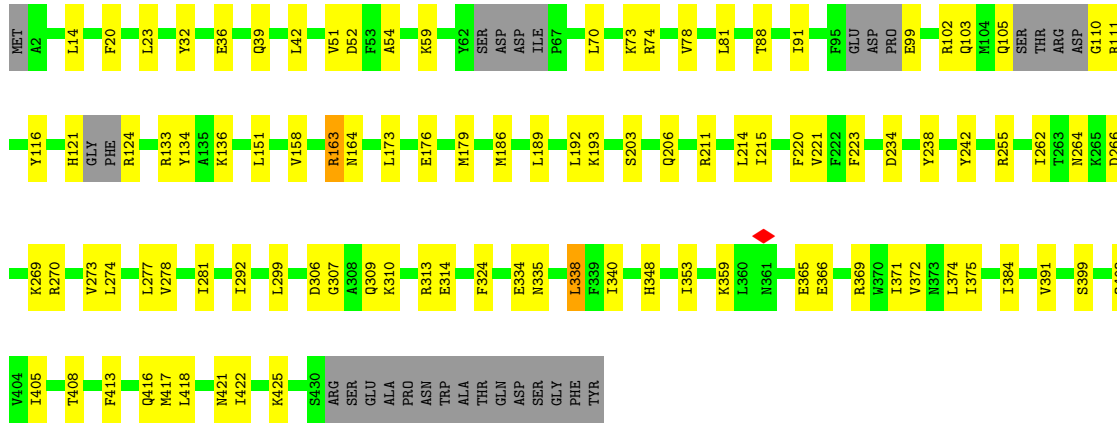 MET A2 L14 F20 L23 Y32 E36 Q39 L42 V51 D52 F53 A54 K59 Y62 SER ASP ASP ILE P67 L70 K73 R74 V78 L81 T88 I91 F95 GLU ASP PRO E99 R102 Q103 M104 Q105 SER THR ARG ASP G110 R111
Y116 H121 GLY PHE R124 R133 Y134 A135 K136 L151 V158 R163 N164 L173 E176 M179 M186 L189 L192 K193 S203 Q206 R211 L214 I215 F220 V221 F222 F223 D234 Y238 Y242 R255 I262 T263 N264 K265 D266
K269 R270 V273 L274 L277 V278 I281 I292 L299 D306 G307 A308 Q309 K310 R313 E314 F324 E334 N335 L338 F339 I340 H348 I353 K359 L360 N361 E365 E366 R369 W370 I371 V372 N373 L374 I375 I384 V391 S399
V404 I405 T408 F413 Q416 M417 L418 N421 I422 K425 S430 ARG SER GLU ALA PRO ASN TRP ALA THR GLN ASP SER GLY PHE TYR